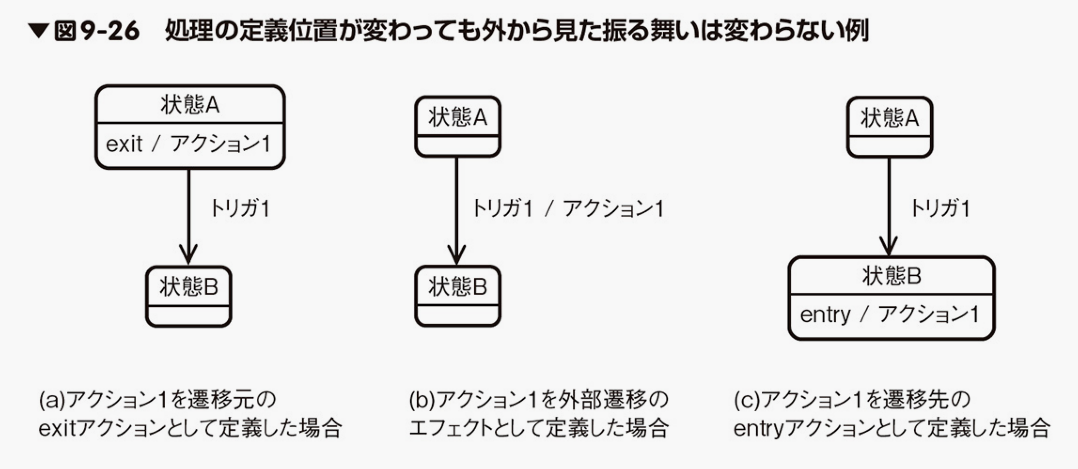 ▼図9-26　処理の定義位置が変わっても外から見た振る舞いは変わらない例
状態A
exit / アクション1
トリガ1
状態B
(a)アクション1を遷移元の
exitアクションとして定義した場合
状態A
トリガ1 / アクション1
状態B
(b)アクション1を外部遷移の
エフェクトとして定義した場合
状態A
トリガ1
状態B
entry / アクション1
(c)アクション1を遷移先の
entryアクションとして定義した場合